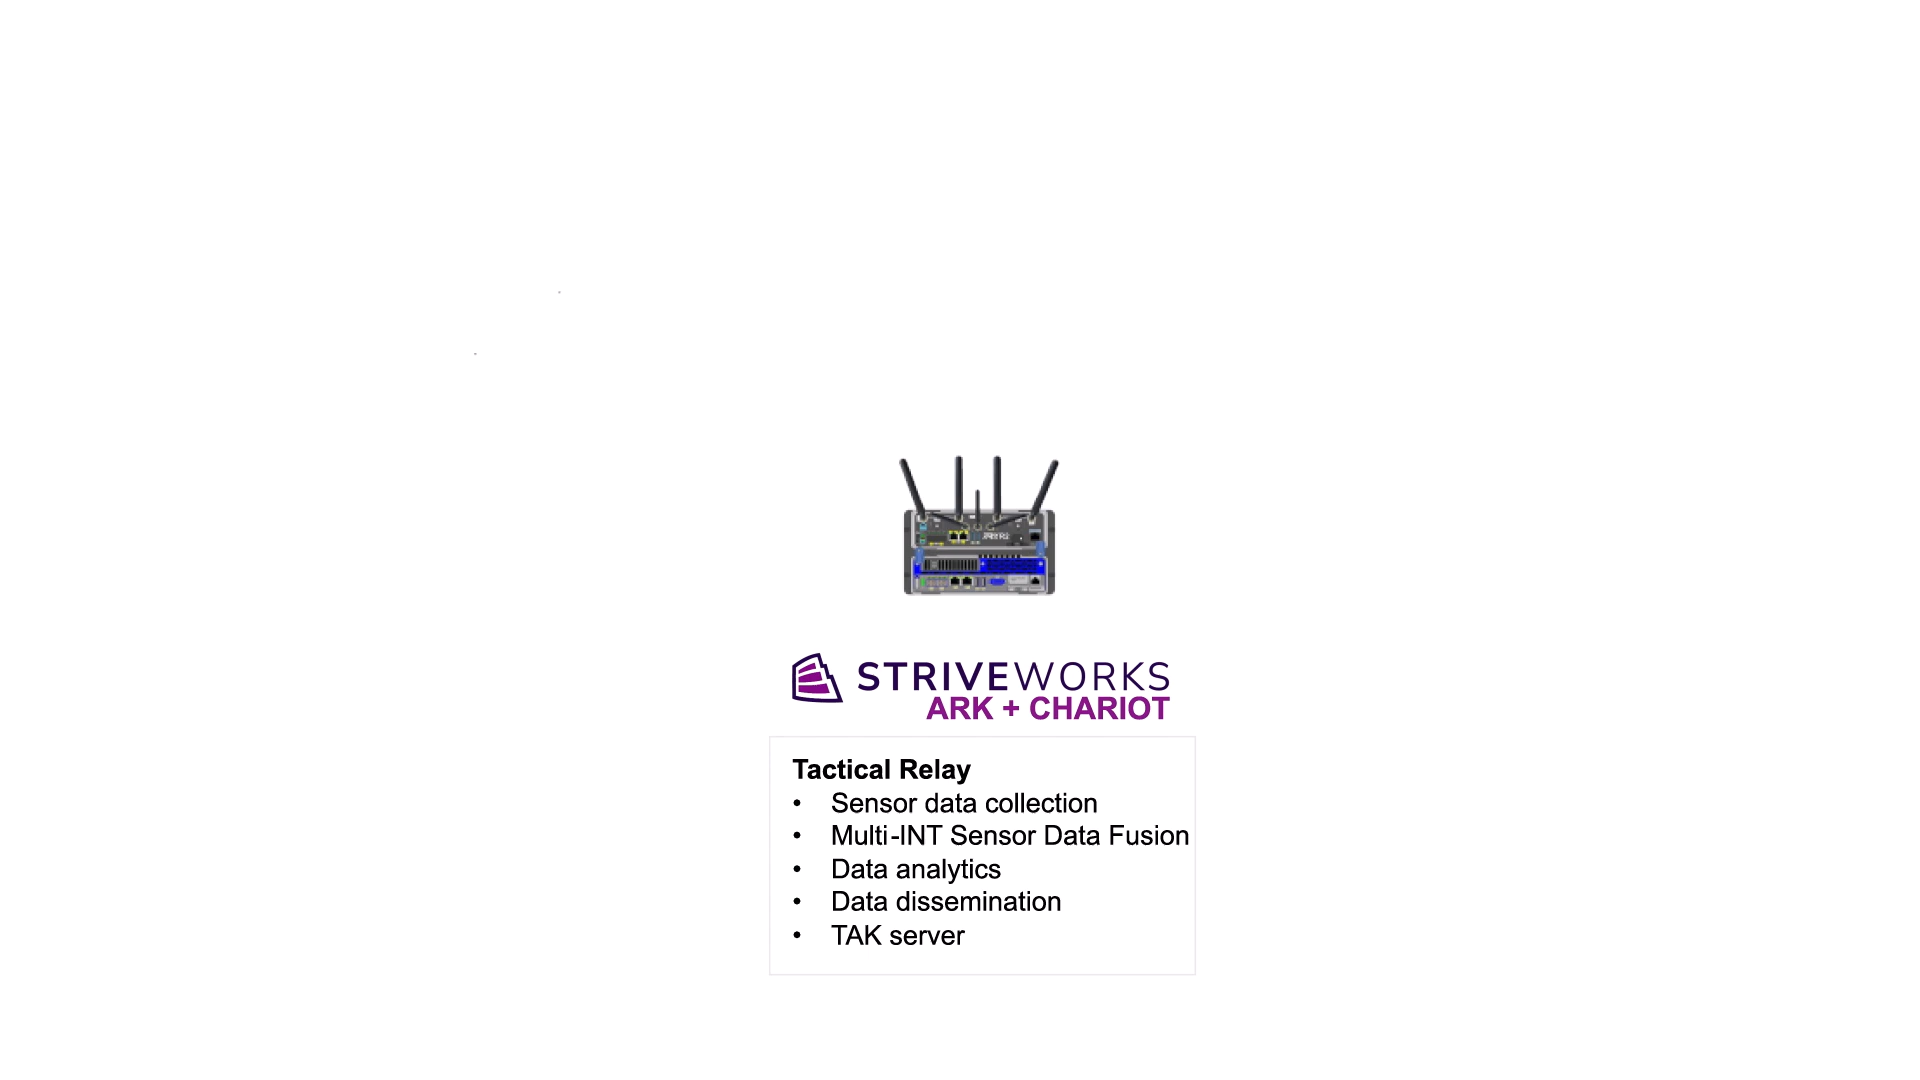 STRIVEWORKS
ARK + CHARIOT
Tactical Relay
• Sensor data collection
• Multi-INT Sensor Data Fusion
• Data analytics
• Data dissemination
• TAK server